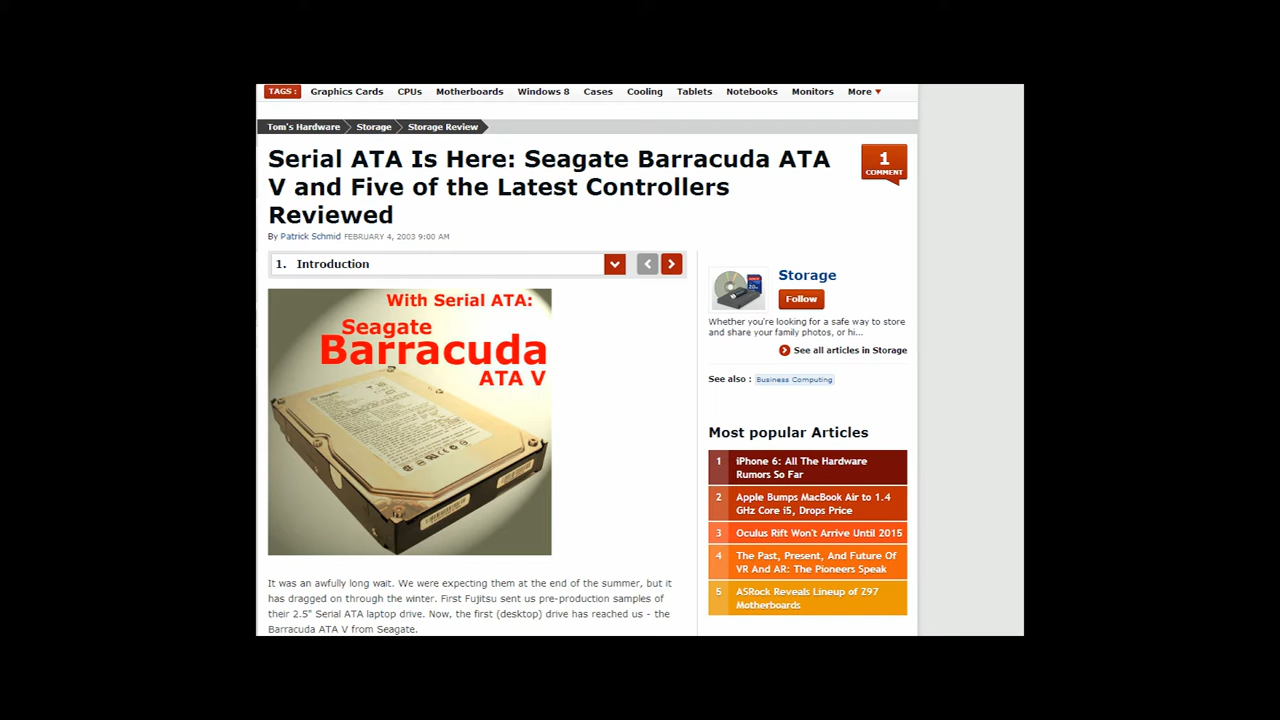 TAGS :
Graphics Cards CPUs Motherboards Windows 8 Cases Cooling Tablets Notebooks Monitors More
Tom's Hardware Storage Storage Review
Serial ATA Is Here: Seagate Barracuda ATA
V and Five of the Latest Controllers
Reviewed
1
COMMENT
By Patrick Schmid FEBRUARY 4, 2003 9:00 AM
1. Introduction
With Serial ATA:
Seagate
Barracuda
ATA V
It was an awfully long wait. We were expecting them at the end of the summer, but it
has dragged on through the winter. First Fujitsu sent us pre-production samples of
their 2.5" Serial ATA laptop drive. Now, the first (desktop) drive has reached us - the
Barracuda ATA V from Seagate.
Storage
Follow
Whether you're looking for a safe way to store
and share your family photos, or hi...
See all articles in Storage
See also : Business Computing
Most popular Articles
1 iPhone 6: All The Hardware
Rumors So Far
2 Apple Bumps MacBook Air to 1.4
GHz Core i5, Drops Price
3 Oculus Rift Won't Arrive Until 2015
4 The Past, Present, And Future Of
VR And AR: The Pioneers Speak
5 ASRock Reveals Lineup of Z97
Motherboards